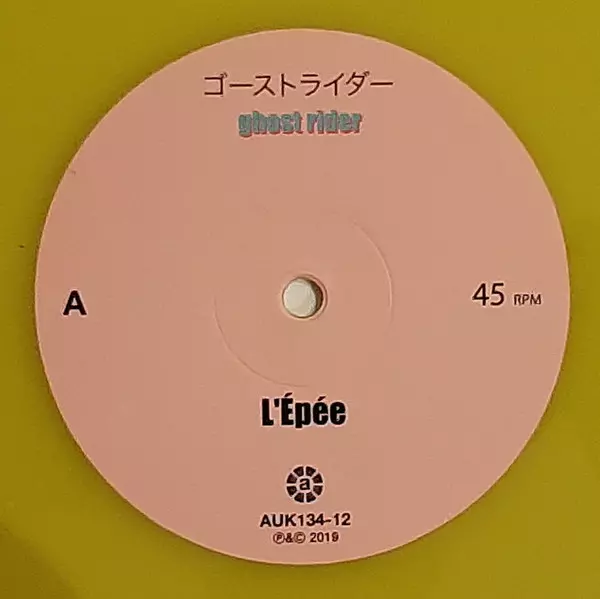 ゴーストライダー
ghost rider
A
45 RPM
L'Épée
a
AUK134-12
℗&© 2019